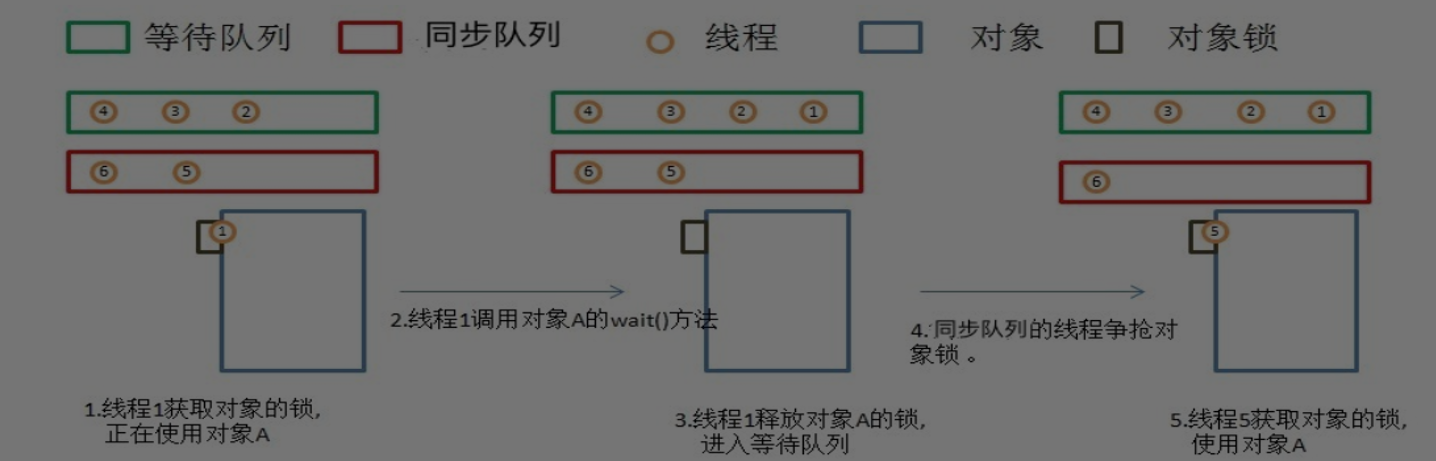 等待队列 同步队列 线程 对象 对象锁
4 3 2
6 5
1
4 3 2 1
6 5
4 3 2 1
6
5
2.线程1调用对象A的wait()方法
4.同步队列的线程争抢对
象锁。
1.线程1获取对象的锁,
正在使用对象A
3.线程1释放对象A的锁,
进入等待队列
5.线程5获取对象的锁,
使用对象A